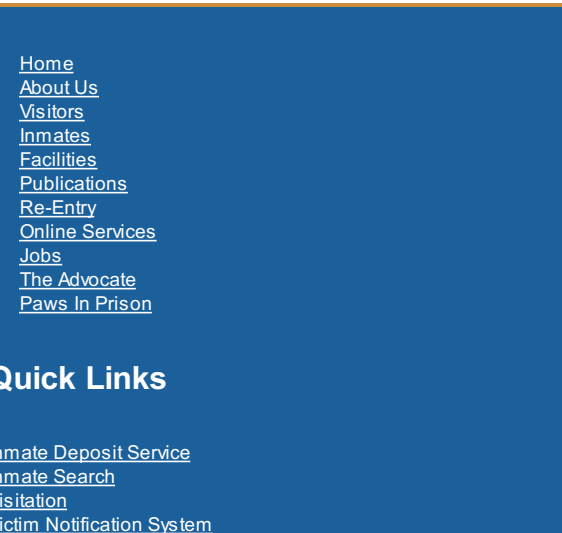 Home
About Us
Visitors
Inmates
Facilities
Publications
Re-Entry
Online Services
Jobs
The Advocate
Paws In Prison
Quick Links
nmate Deposit Service
nmate Search
isitation
ictim Notification System